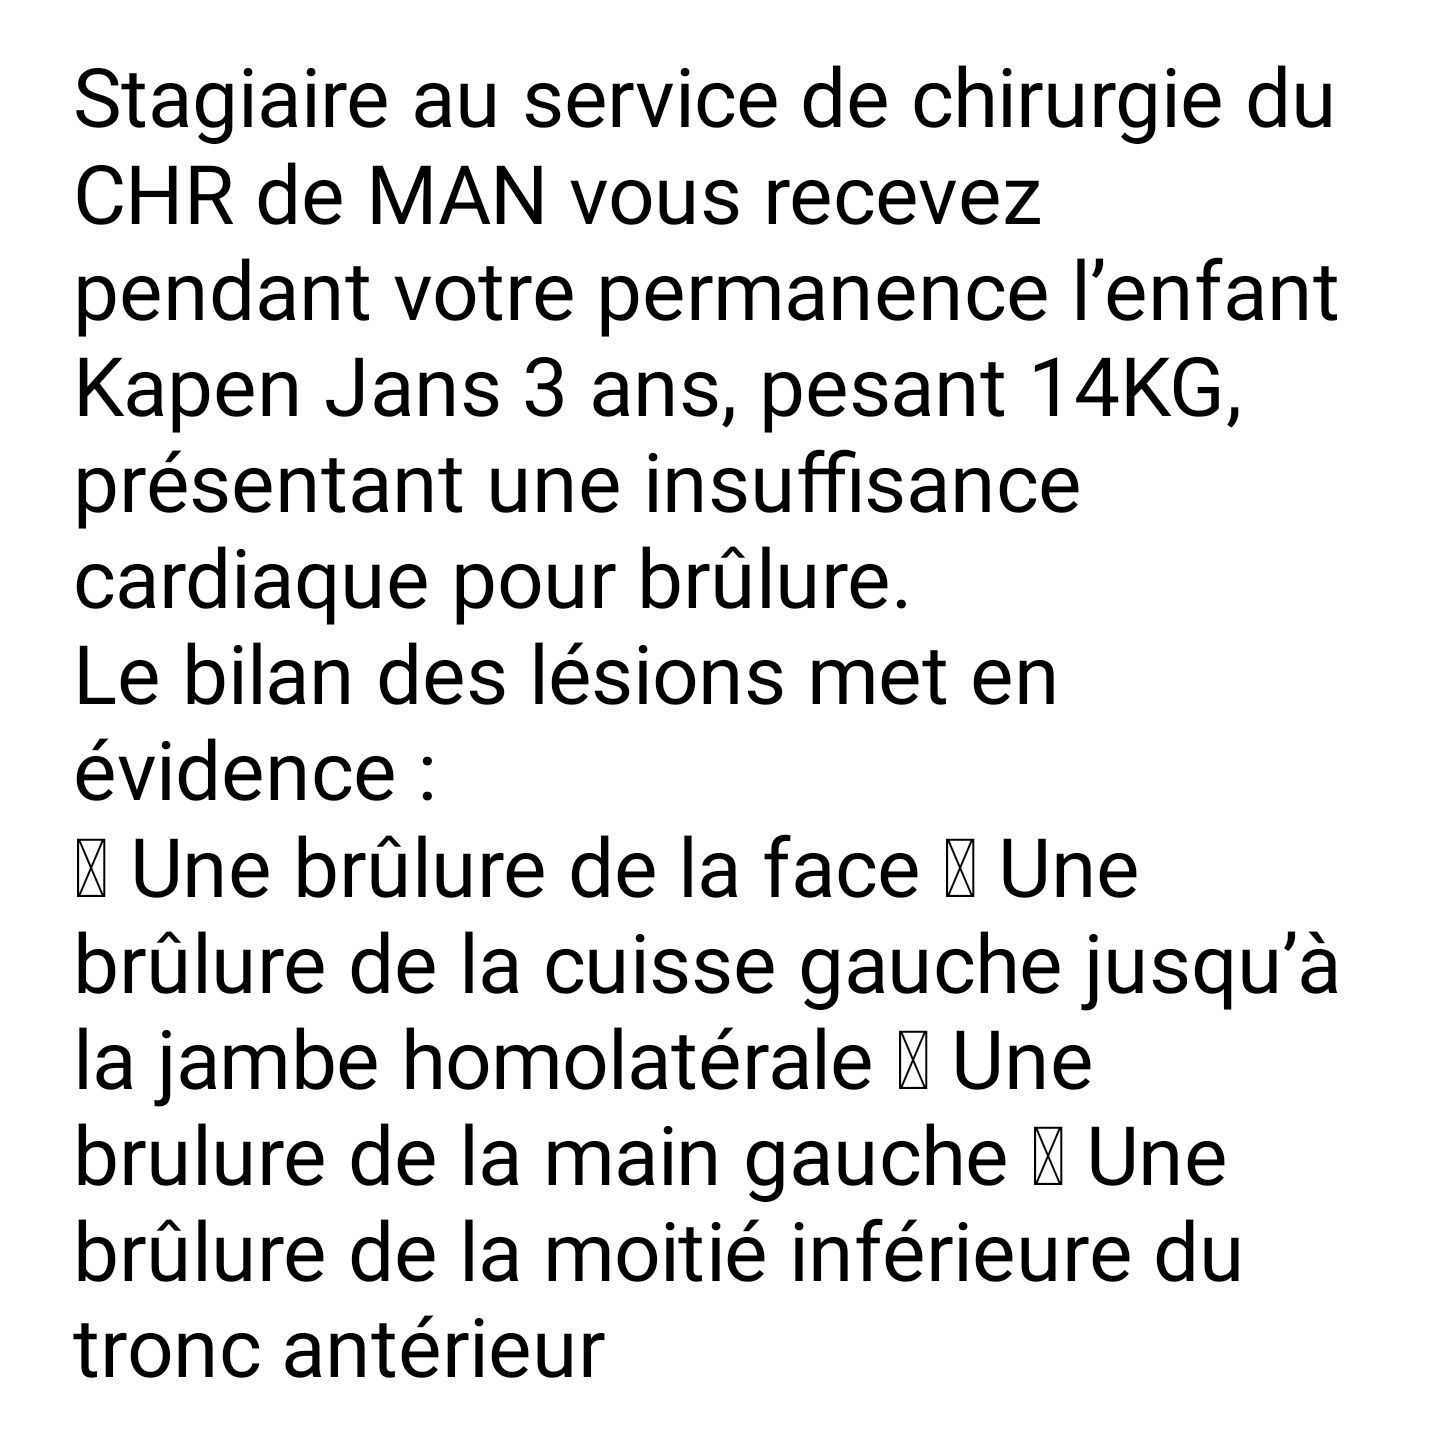 Stagiaire au service de chirurgie du
CHR de MAN vous recevez
pendant votre permanence l’enfant
Kapen Jans 3 ans, pesant 14KG,
présentant une insuffisance
cardiaque pour brûlure.
Le bilan des lésions met en
évidence :
 Une brûlure de la face  Une
brûlure de la cuisse gauche jusqu’à
la jambe homolatérale  Une
brulure de la main gauche  Une
brûlure de la moitié inférieure du
tronc antérieur